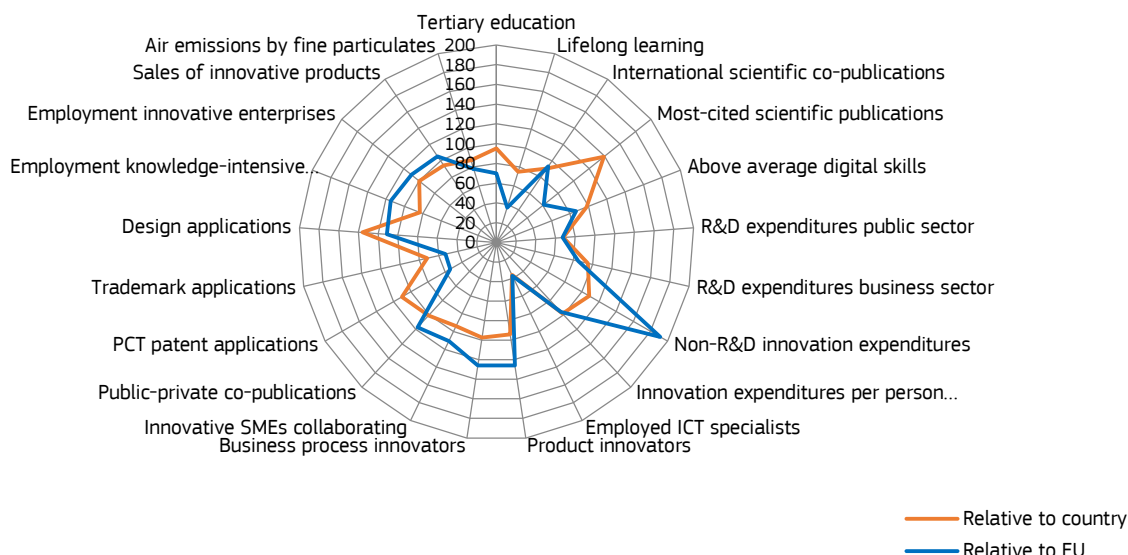 Tertiary education
Lifelong learning
International scientific co-publications
Most-cited scientific publications
Above average digital skills
R&D expenditures public sector
R&D expenditures business sector
Non-R&D innovation expenditures
Innovation expenditures per person...
Employed ICT specialists
Product innovators
Business process innovators
Innovative SMEs collaborating
Public-private co-publications
PCT patent applications
Trademark applications
Design applications
Employment knowledge-intensive...
Employment innovative enterprises
Sales of innovative products
Air emissions by fine particulates
200
180
160
140
120
100
80
60
40
20
0
Relative to country
Relative to EU